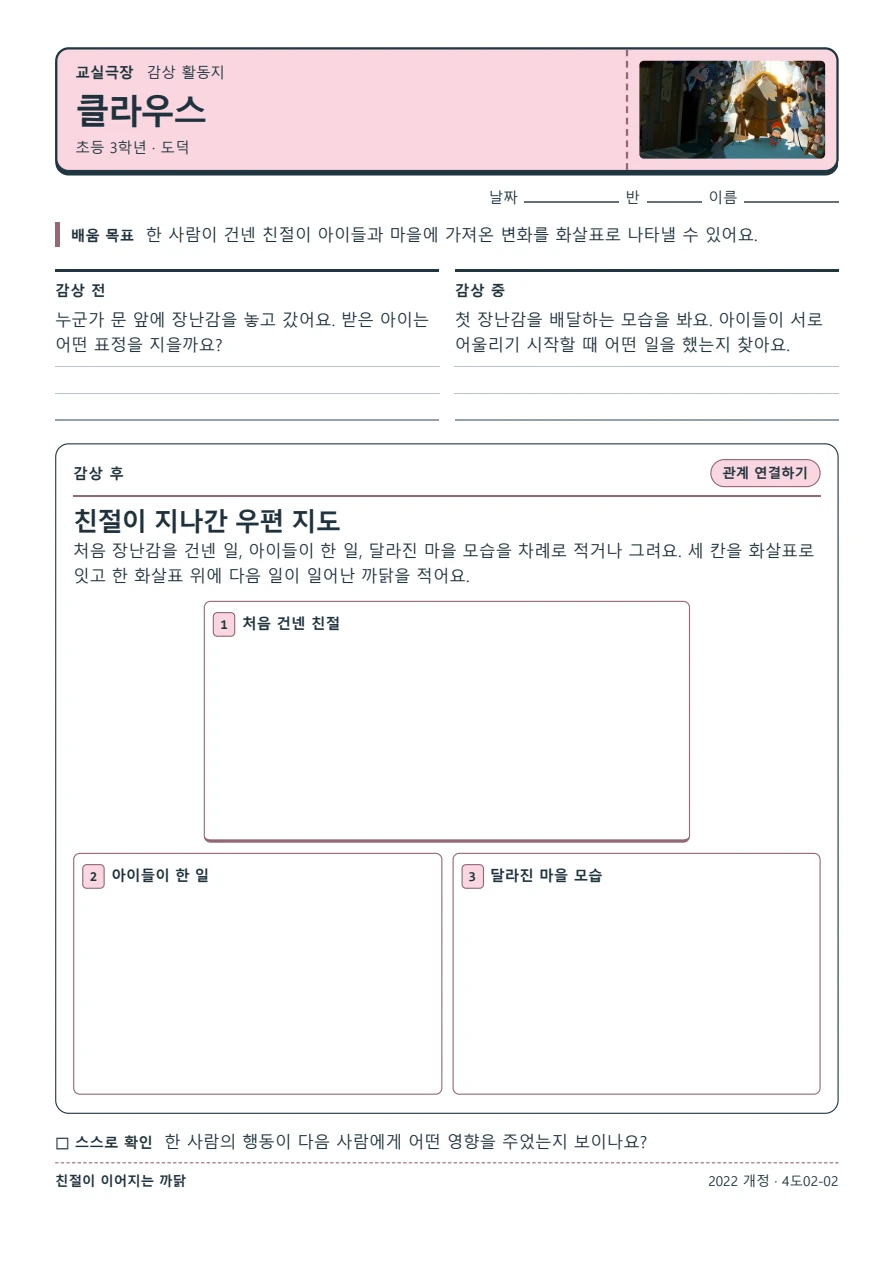 교실극장 감상 활동지
클라우스
초등 3학년 · 도덕
날짜 반 이름
배움 목표 한 사람이 건넨 친절이 아이들과 마을에 가져온 변화를 화살표로 나타낼 수 있어요.
감상 전
누군가 문 앞에 장난감을 놓고 갔어요. 받은 아이는
어떤 표정을 지을까요?
감상 중
첫 장난감을 배달하는 모습을 봐요. 아이들이 서로
어울리기 시작할 때 어떤 일을 했는지 찾아요.
감상 후
관계 연결하기
친절이 지나간 우편 지도
처음 장난감을 건넨 일, 아이들이 한 일, 달라진 마을 모습을 차례로 적거나 그려요. 세 칸을 화살표로
잇고 한 화살표 위에 다음 일이 일어난 까닭을 적어요.
1 처음 건넨 친절
2 아이들이 한 일
3 달라진 마을 모습
□ 스스로 확인 한 사람의 행동이 다음 사람에게 어떤 영향을 주었는지 보이나요?
친절이 이어지는 까닭
2022 개정 · 4도02-02